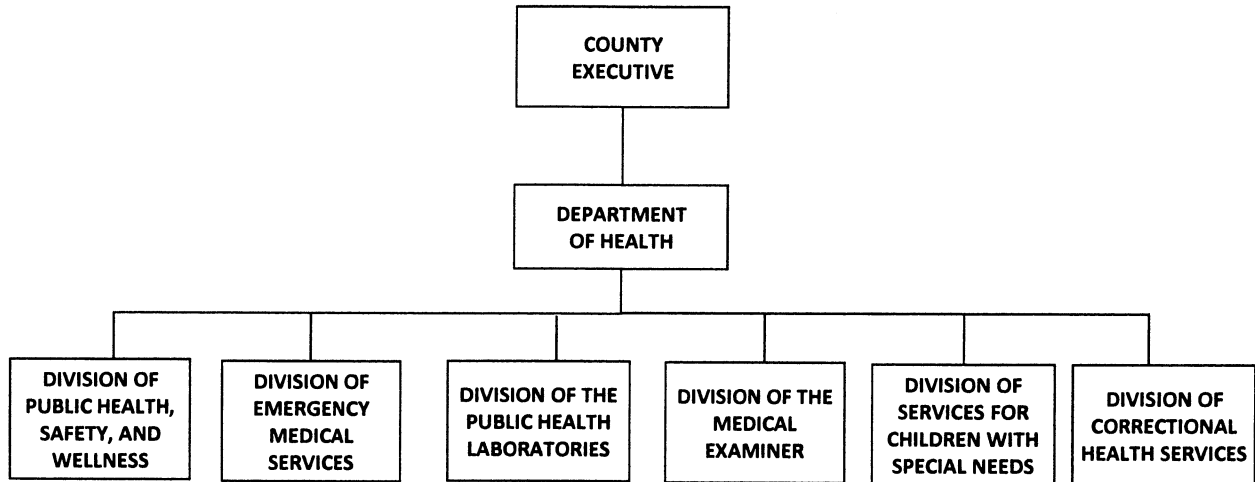 COUNTY
EXECUTIVE
DEPARTMENT
OF HEALTH
DIVISION OF
PUBLIC HEALTH,
SAFETY, AND
WELLNESS
DIVISION OF
EMERGENCY
MEDICAL
SERVICES
DIVISION OF THE
PUBLIC HEALTH
LABORATORIES
DIVISION OF THE
MEDICAL
EXAMINER
DIVISION OF
SERVICES FOR
CHILDREN WITH
SPECIAL NEEDS
DIVISION OF
CORRECTIONAL
HEALTH SERVICES